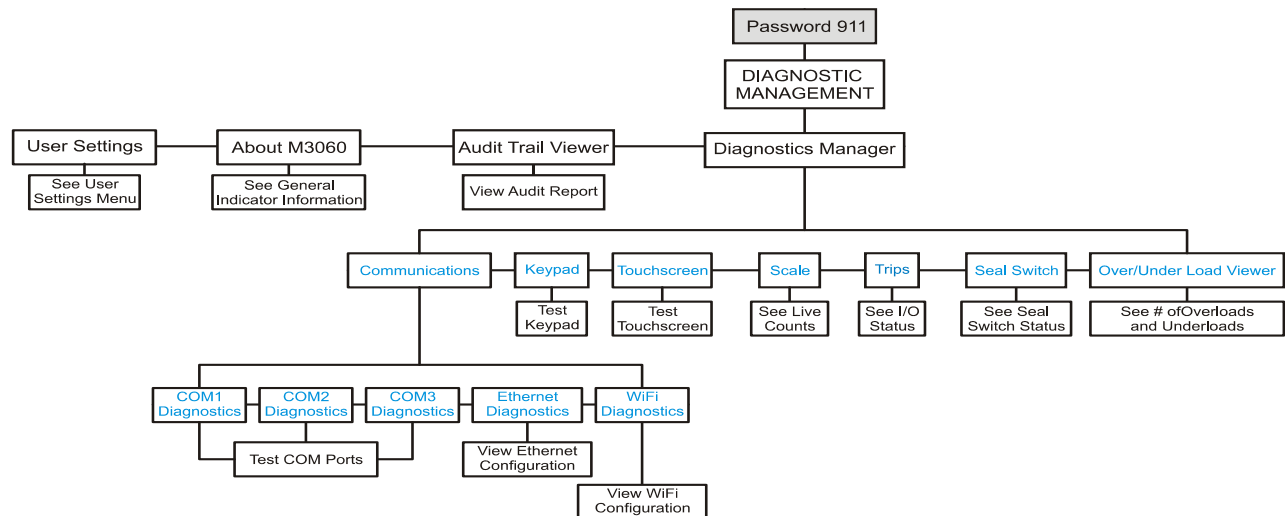 Password 911
DIAGNOSTIC
MANAGEMENT
User Settings
About M3060
Audit Trail Viewer
Diagnostics Manager
See User
Settings Menu
See General
Indicator Information
View Audit Report
Communications
Keypad
Touchscreen
Scale
Trips
Seal Switch
Over/Under Load Viewer
Test
Keypad
Test
Touchscreen
See Live
Counts
See I/O
Status
See Seal
Switch Status
See # ofOverloads
and Underloads
COM1
Diagnostics
COM2
Diagnostics
COM3
Diagnostics
Ethernet
Diagnostics
WiFi
Diagnostics
Test COM Ports
View Ethernet
Configuration
View WiFi
Configuration